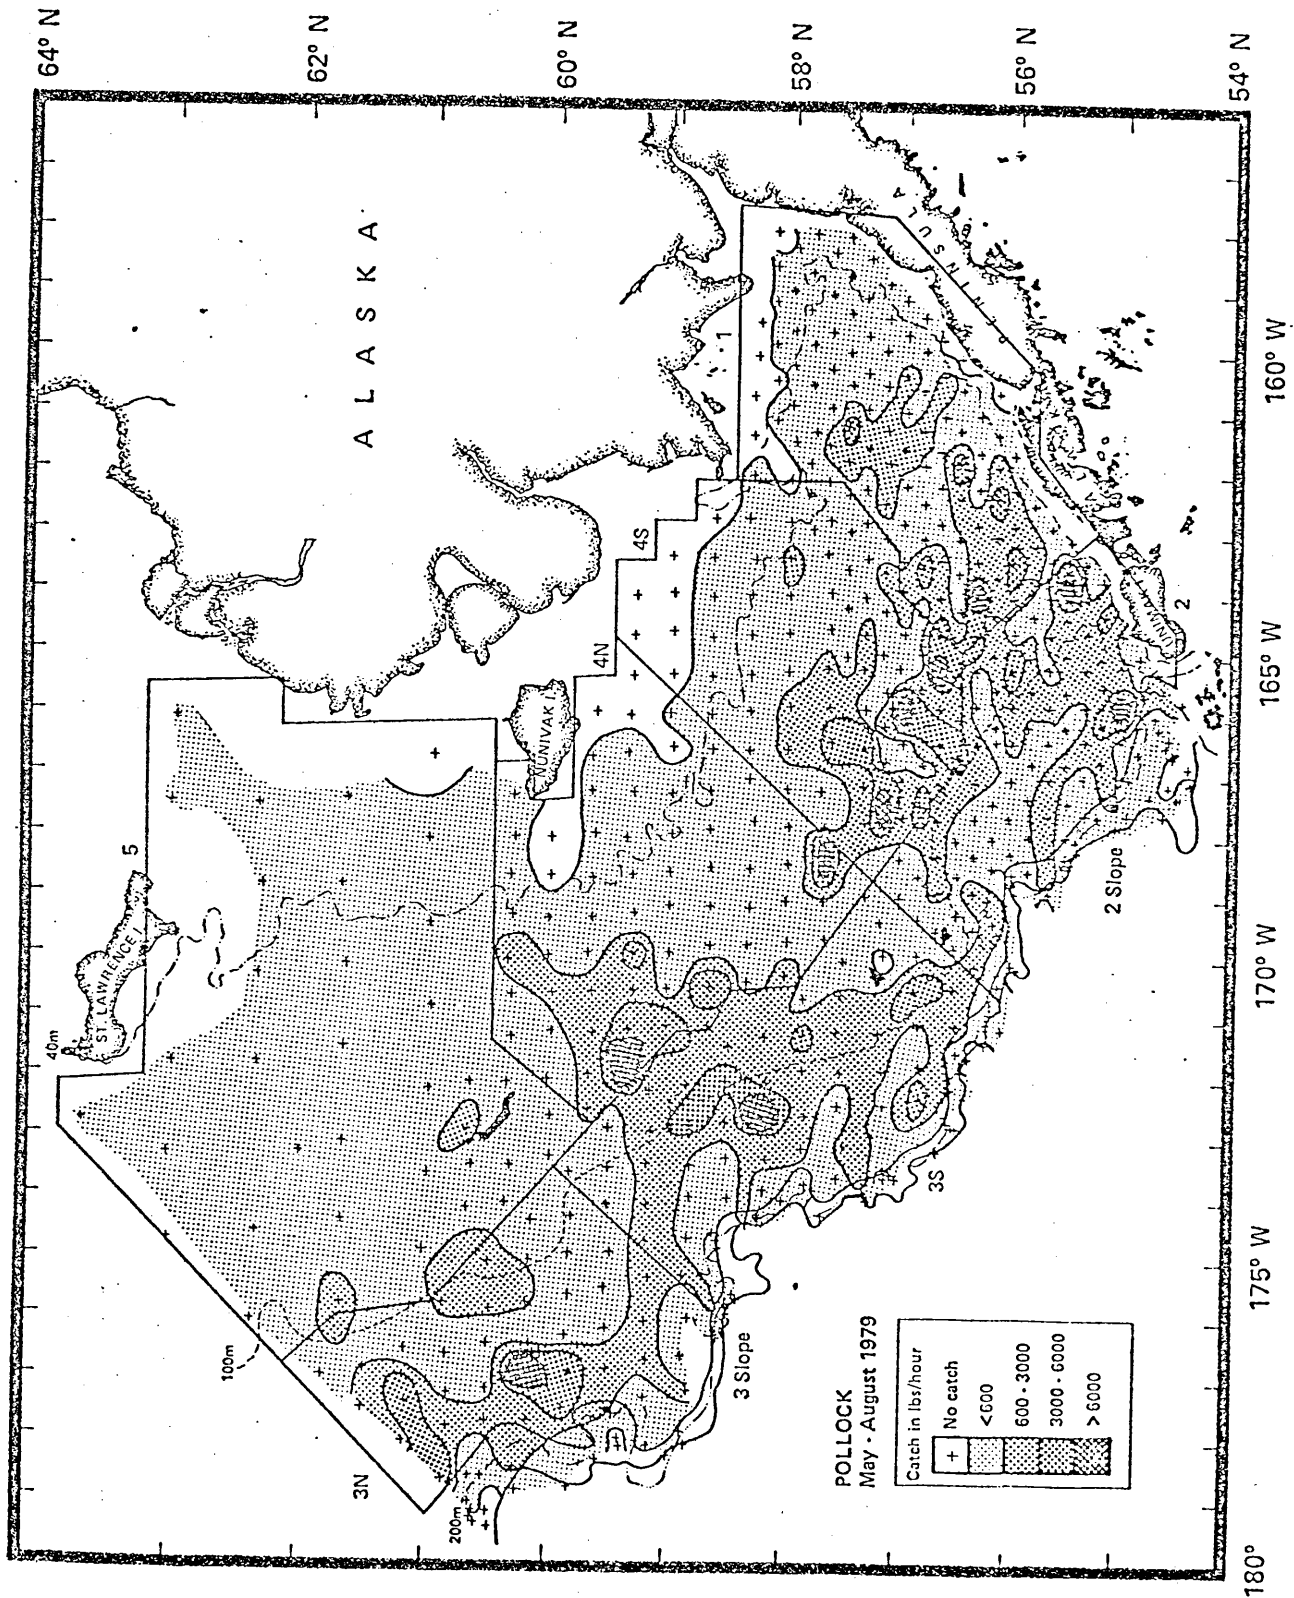 64° N
62° N
60° N
58° N
56° N
54° N
ALASKA
PENINSULA
ALASKA
1
4S
4N
NUNIVAK I.
UNIMAK
2
5
ST. LAWRENCE I.
40m
2 Slope
3S
3 Slope
100m
3N
200m
160° W
165° W
170° W
175° W
180°
POLLOCK
May - August 1979
Catch in lbs/hour
+ No catch
<600
600 - 3000
3000 - 6000
>6000